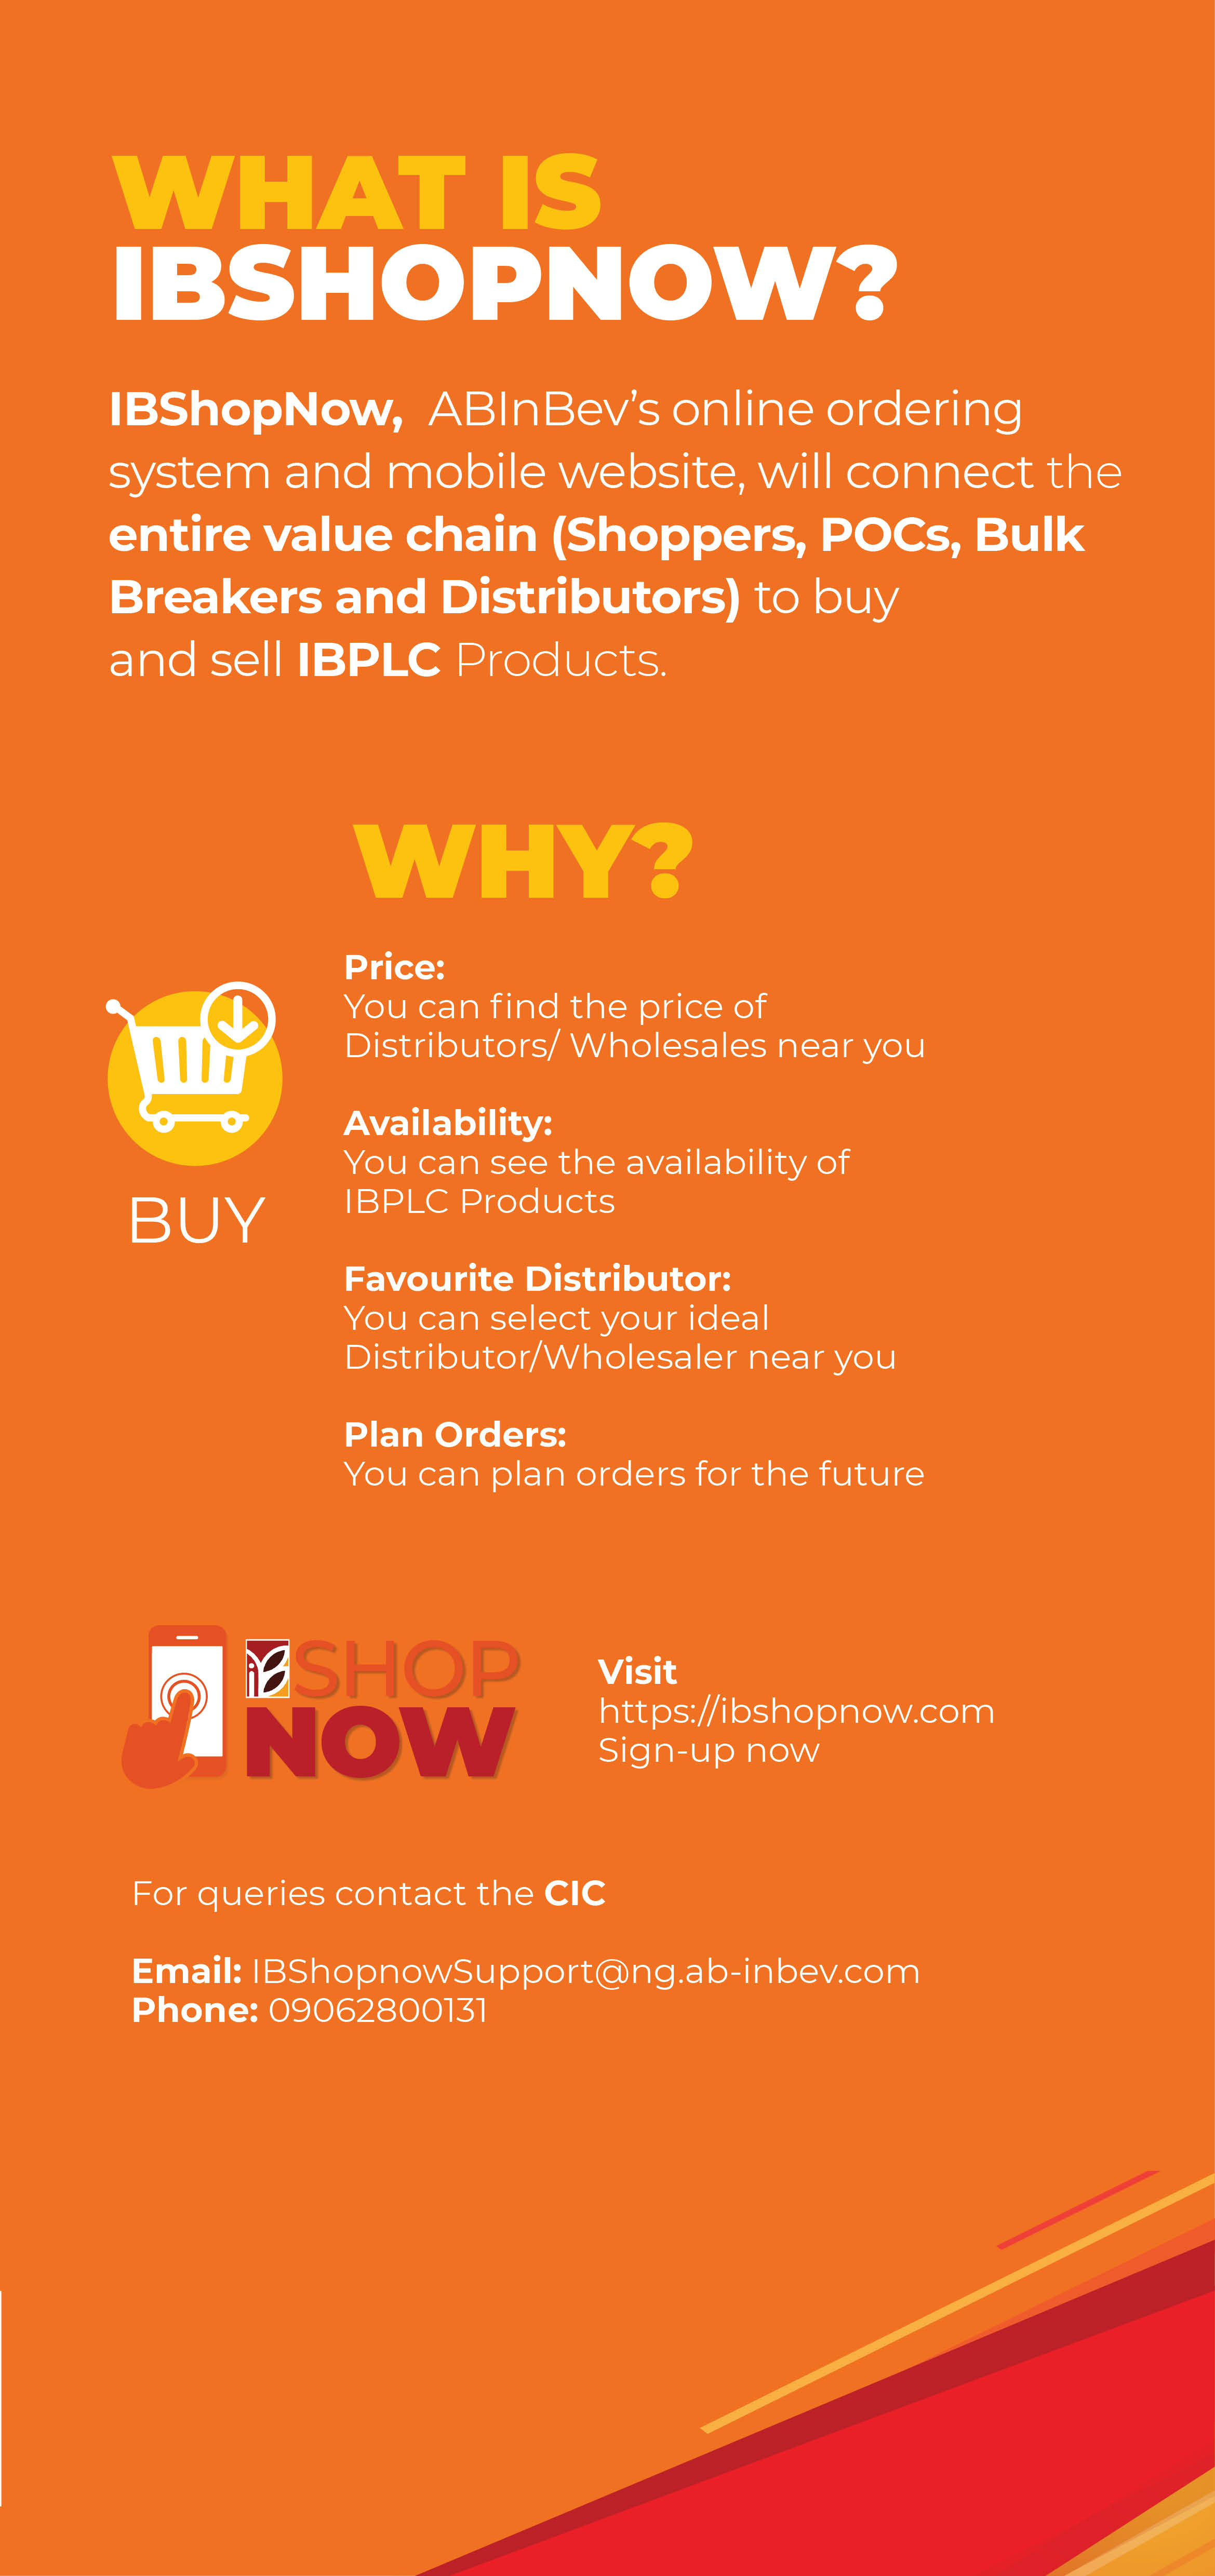 WHAT IS
IBSHOPNOW?
IBShopNow, ABInBev’s online ordering
system and mobile website, will connect the
entire value chain (Shoppers, POCs, Bulk
Breakers and Distributors) to buy
and sell IBPLC Products.
WHY?
BUY
Price:
You can find the price of
Distributors/ Wholesales near you
Availability:
You can see the availability of
IBPLC Products
Favourite Distributor:
You can select your ideal
Distributor/Wholesaler near you
Plan Orders:
You can plan orders for the future
iB SHOP
NOW
Visit
https://ibshopnow.com
Sign-up now
For queries contact the CIC
Email: IBShopnowSupport@ng.ab-inbev.com
Phone: 09062800131